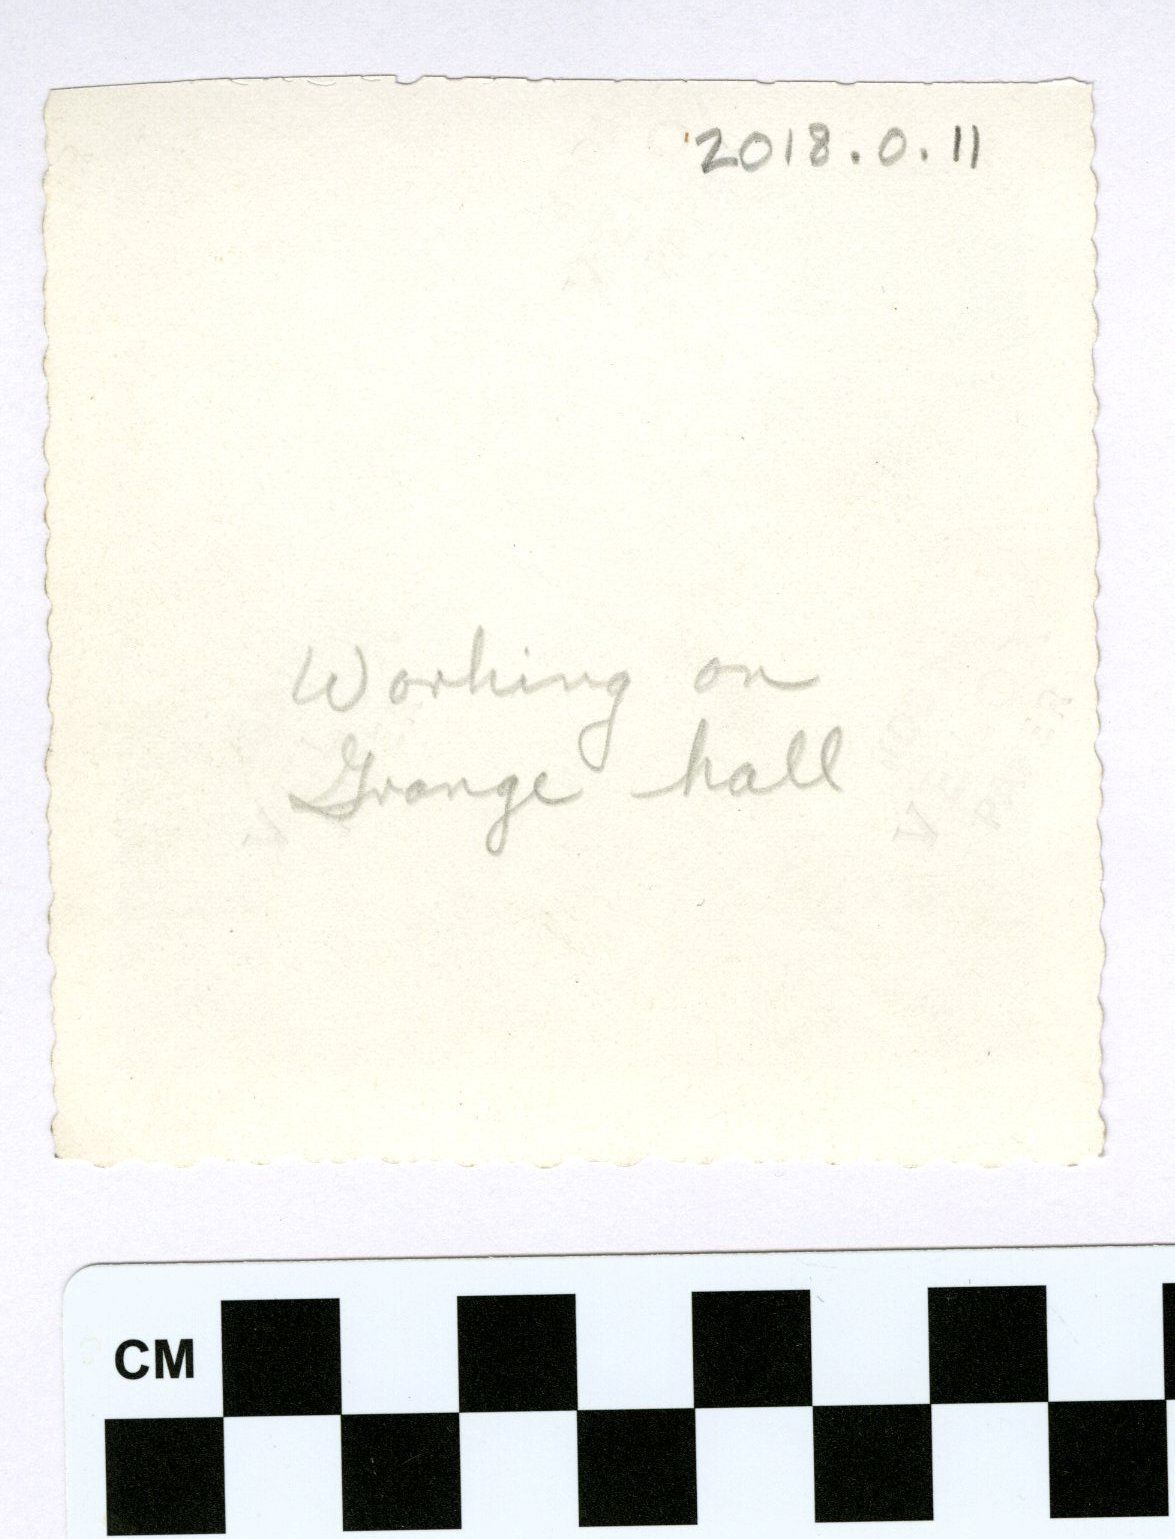 2018.0.11
Working on
Grange hall
CM